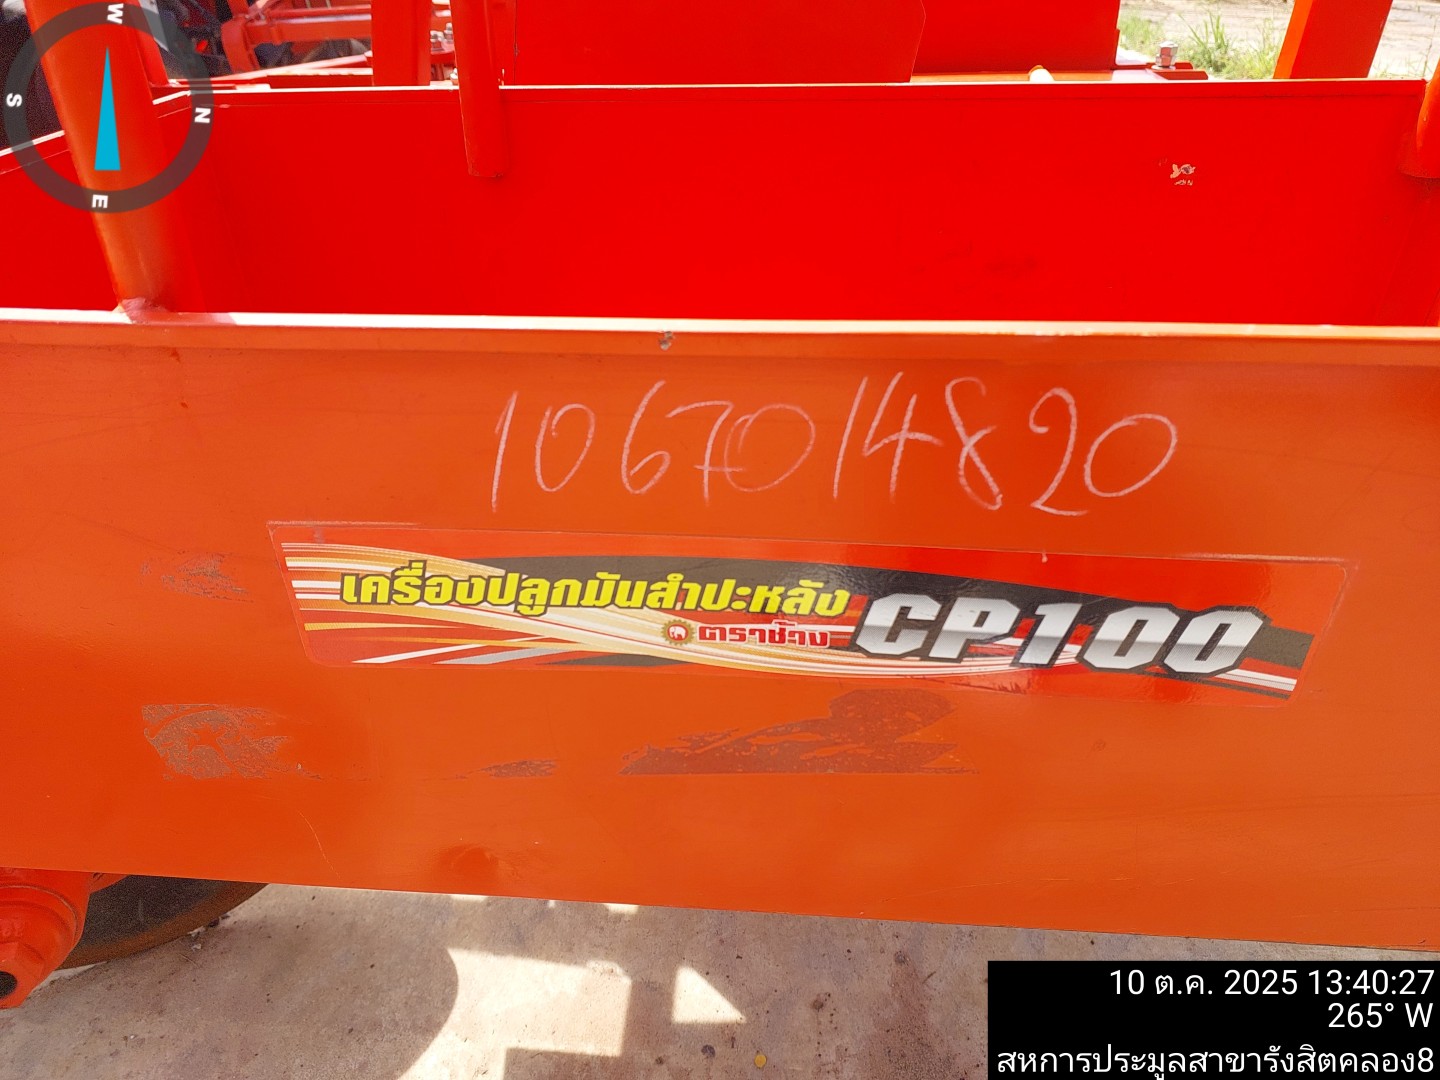 W
S
N
E
1067014820
เครื่องปลูกมันสำปะหลัง CP100
ตราช้าง
10 ต.ค. 2025 13:40:27
265° W
สหการประมูลสาขารังสิตคลอง8